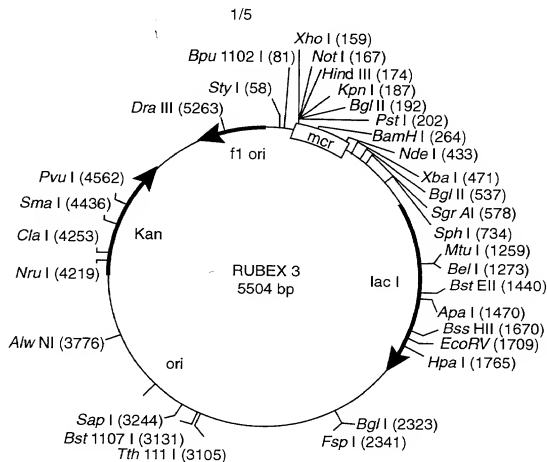 1/5
Xho I (159)
Not I (167)
Hind III (174)
Kpn I (187)
Bgl II (192)
Pst I (202)
BamH I (264)
Nde I (433)
Xba I (471)
Bgl II (537)
Sgr AI (578)
Sph I (734)
Mtu I (1259)
Bel I (1273)
Bst EII (1440)
Apa I (1470)
Bss HII (1670)
EcoRV (1709)
Hpa I (1765)
Bgl I (2323)
Fsp I (2341)
Tth 111 I (3105)
Bst 1107 I (3131)
Sap I (3244)
Alw NI (3776)
Nru I (4219)
Cla I (4253)
Sma I (4436)
Pvu I (4562)
Dra III (5263)
Sty I (58)
Bpu 1102 I (81)
mcr
f1 ori
Kan
lac I
ori
RUBEX 3
5504 bp